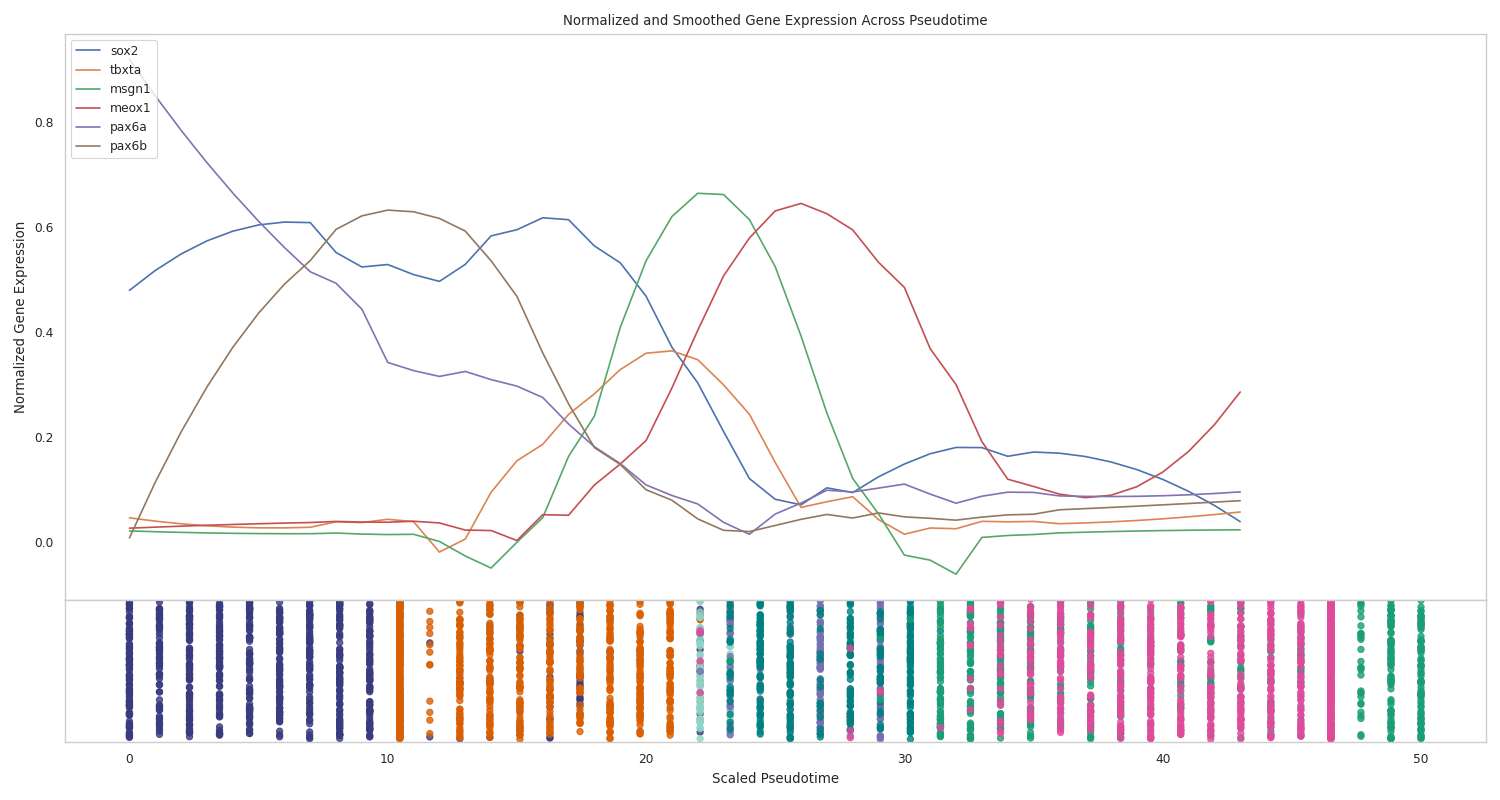 Normalized and Smoothed Gene Expression Across Pseudotime
sox2
tbxta
msgn1
meox1
pax6a
pax6b
Normalized Gene Expression
0.8
0.6
0.4
0.2
0.0
0 10 20 30 40 50
Scaled Pseudotime